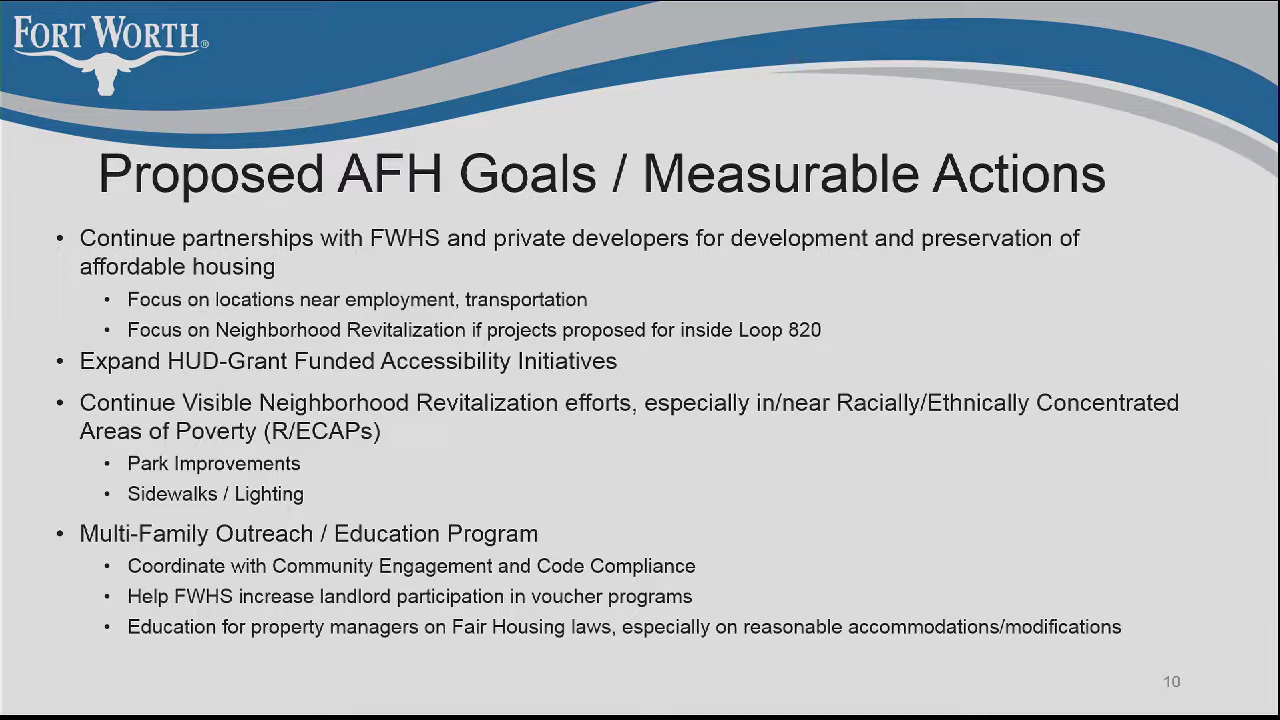 FORT WORTH®
Proposed AFH Goals / Measurable Actions
• Continue partnerships with FWHS and private developers for development and preservation of
affordable housing
• Focus on locations near employment, transportation
• Focus on Neighborhood Revitalization if projects proposed for inside Loop 820
• Expand HUD-Grant Funded Accessibility Initiatives
• Continue Visible Neighborhood Revitalization efforts, especially in/near Racially/Ethnically Concentrated
Areas of Poverty (R/ECAPs)
• Park Improvements
• Sidewalks / Lighting
• Multi-Family Outreach / Education Program
• Coordinate with Community Engagement and Code Compliance
• Help FWHS increase landlord participation in voucher programs
• Education for property managers on Fair Housing laws, especially on reasonable accommodations/modifications
10